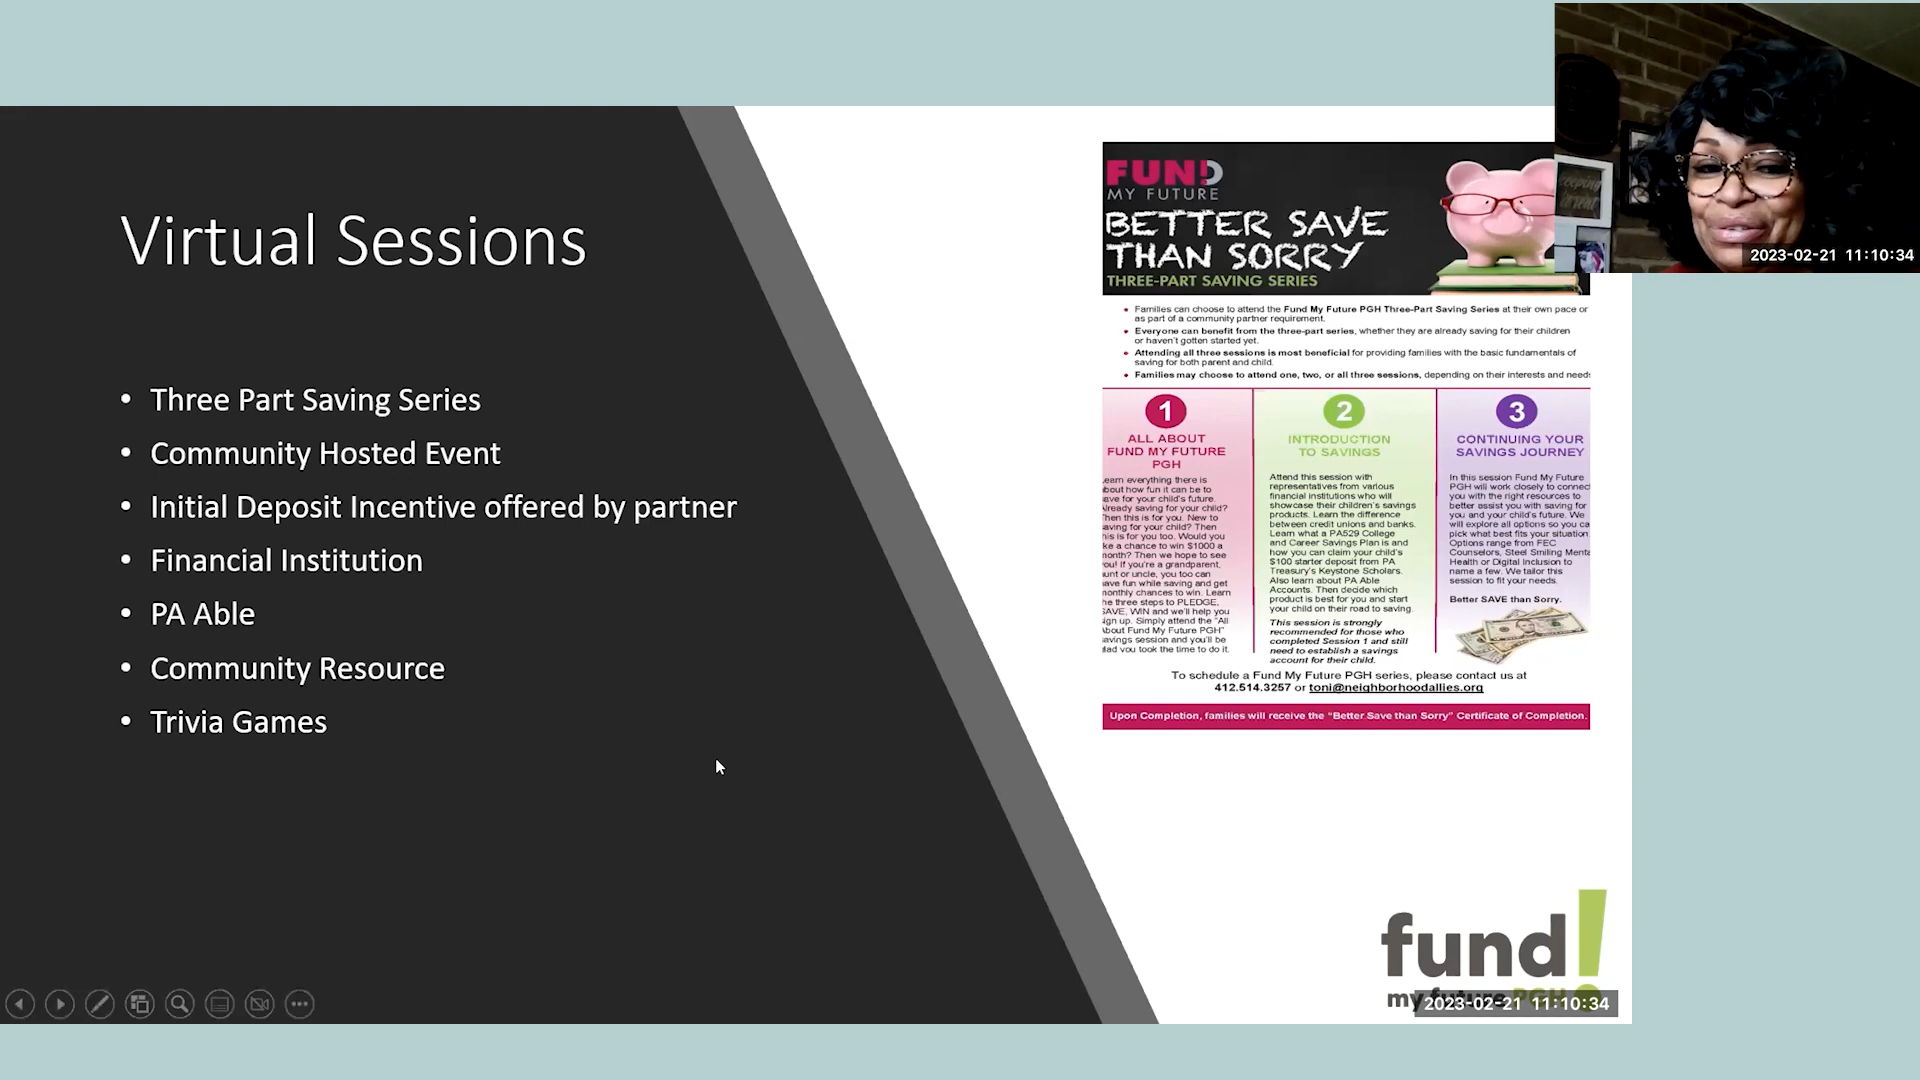 Virtual Sessions
• Three Part Saving Series
• Community Hosted Event
• Initial Deposit Incentive offered by partner
• Financial Institution
• PA Able
• Community Resource
• Trivia Games
FUN!D
MY FUTURE
BETTER SAVE
THAN SORRY
THREE-PART SAVING SERIES
• Families can choose to attend the Fund My Future PGH Three-Part Saving Series at their own pace or
as part of a community partner requirement.
• Everyone can benefit from the three-part series, whether they are already saving for their children
or haven't gotten started yet.
• Attending all three sessions is most beneficial for providing families with the basic fundamentals of
saving for both parent and child.
• Families may choose to attend one, two, or all three sessions, depending on their interests and needs
1
ALL ABOUT
FUND MY FUTURE
PGH
earn everything there is
bout how fun it can be to
ave for your child's future.
Already saving for your child?
Then this is for you. New to
aving for your child? Then
his is for you too. Would you
ke a chance to win $1000 a
month? Then we hope to see
you! If you're a grandparent,
unt or uncle, you too can
ave fun while saving and get
monthly chances to win. Learn
he three steps to PLEDGE,
SAVE, WIN and we'll help you
ign up. Simply attend the "All
About Fund My Future PGH"
avings session and you'll be
lad you took the time to do it.
2
INTRODUCTION
TO SAVINGS
Attend this session with
representatives from various
financial institutions who will
showcase their children's savings
products. Learn the difference
between credit unions and banks.
Learn what a PA529 College
and Career Savings Plan is and
how you can claim your child's
$100 starter deposit from PA
Treasury's Keystone Scholars.
Also learn about PA Able
Accounts. Then decide which
product is best for you and start
your child on their road to saving.
This session is strongly
recommended for those who
completed Session 1 and still
need to establish a savings
account for their child.
3
CONTINUING YOUR
SAVINGS JOURNEY
In this session Fund My Future
PGH will work closely to connect
you with the right resources to
better assist you with saving for
you and your child's future. We
will explore all options so you ca
pick what best fits your situation
Options range from FEC
Counselors, Steel Smiling Menta
Health or Digital Inclusion to
name a few. We tailor this
session to fit your needs.
Better SAVE than Sorry.
To schedule a Fund My Future PGH series, please contact us at
412.514.3257 or toni@neighborhoodallies.org
Upon Completion, families will receive the "Better Save than Sorry" Certificate of Completion.
fund!
my future PGH
2023-02-21 11:10:34
2023-02-21 11:10:34